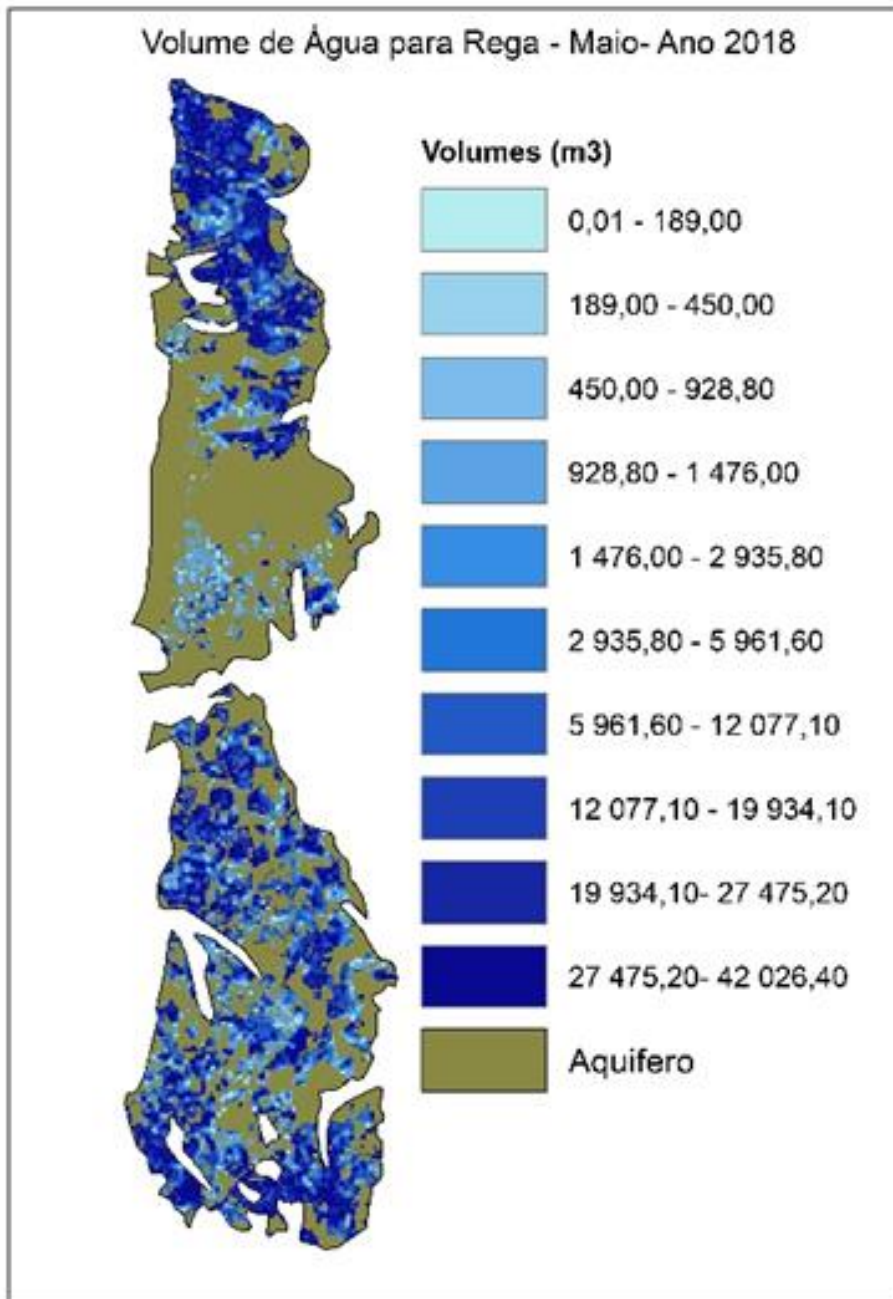 Volume de Água para Rega - Maio- Ano 2018
Volumes (m3)
0,01 - 189,00
189,00 - 450,00
450,00 - 928,80
928,80 - 1 476,00
1 476,00 - 2 935,80
2 935,80 - 5 961,60
5 961,60 - 12 077,10
12 077,10 - 19 934,10
19 934,10- 27 475,20
27 475,20- 42 026,40
Aquifero